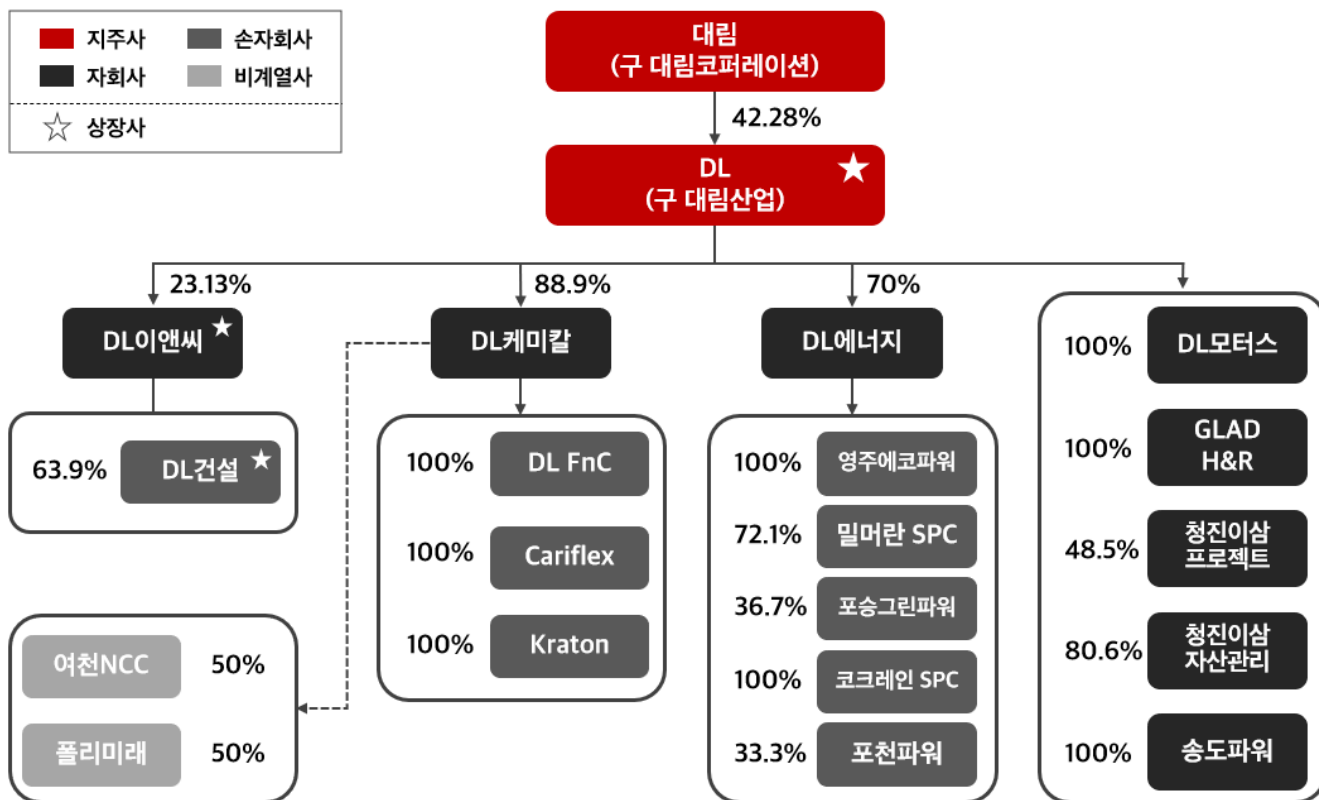 지주사
손자회사
자회사
비계열사
☆ 상장사
대림
(구 대림코퍼레이션)
42.28%
DL
(구 대림산업)
23.13%
88.9%
70%
DL이앤씨
DL케미칼
DL에너지
63.9%
DL건설
100%
DL FnC
100%
Cariflex
100%
Kraton
여천NCC
50%
폴리미래
50%
100%
영주에코파워
72.1%
밀머란 SPC
36.7%
포승그린파워
100%
코크레인 SPC
33.3%
포천파워
100%
DL모터스
100%
GLAD
H&R
48.5%
청진이삼
프로젝트
80.6%
청진이삼
자산관리
100%
송도파워